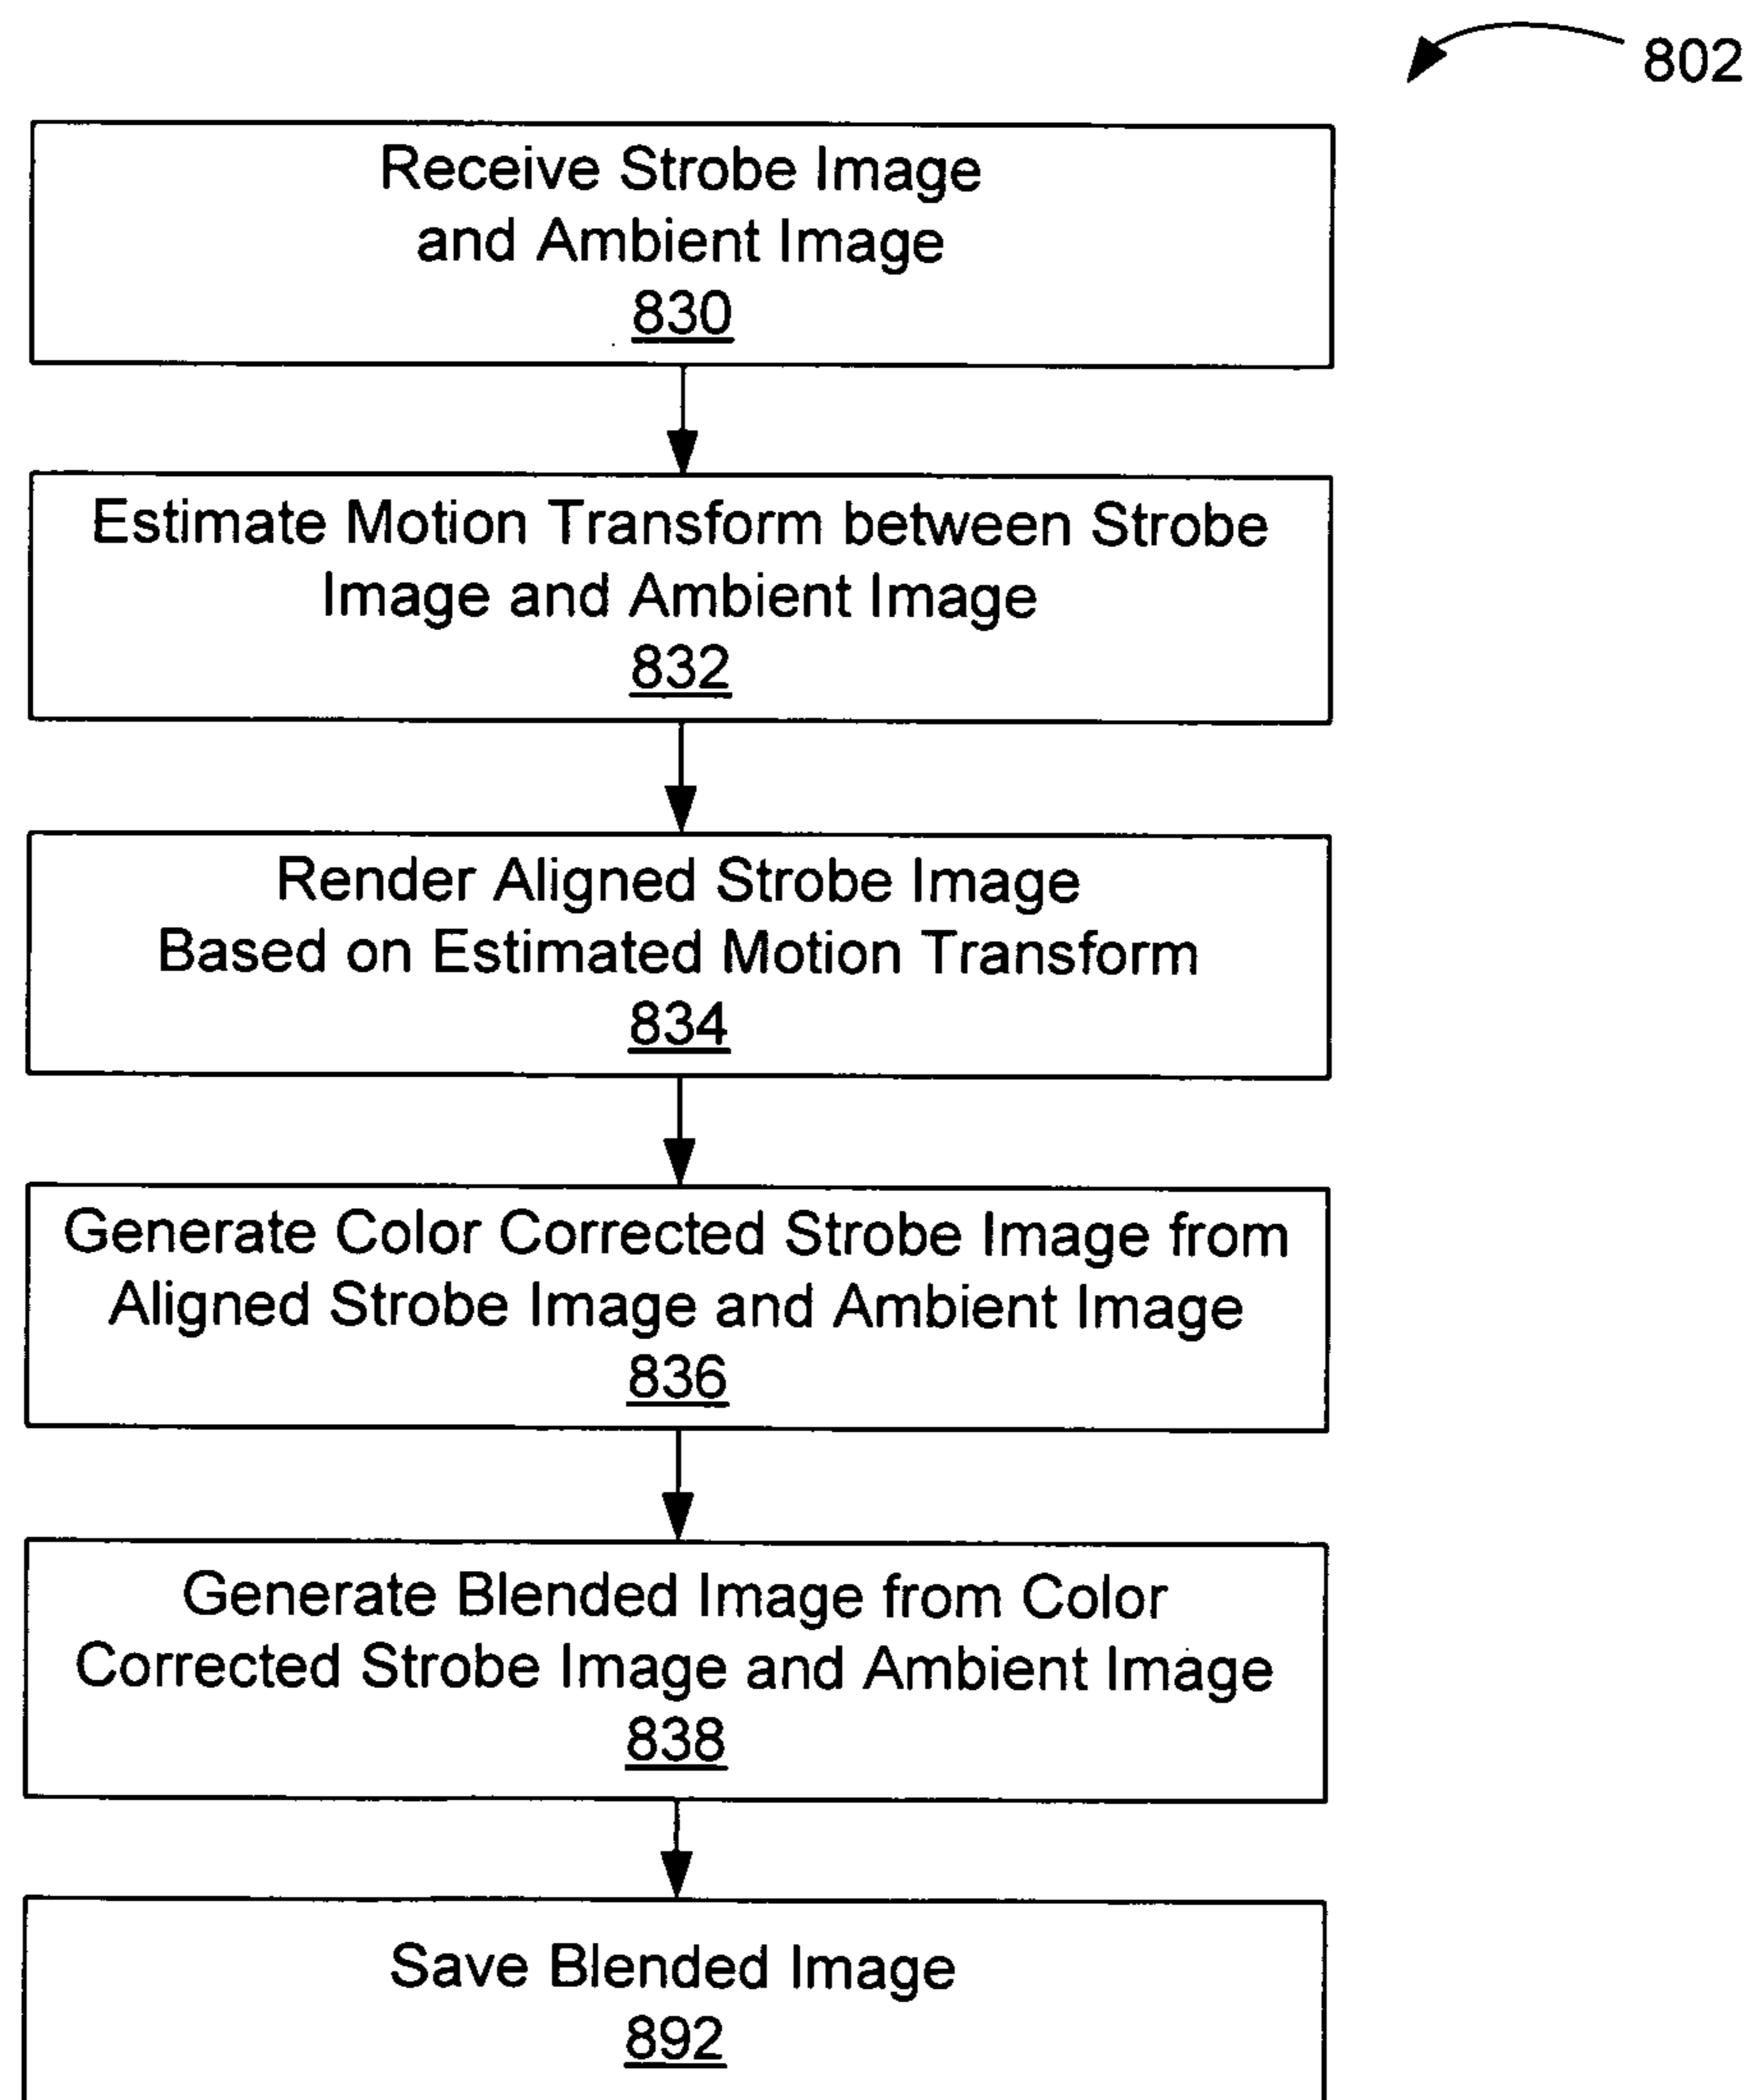 802
Receive Strobe Image
and Ambient Image
830
Estimate Motion Transform between Strobe
Image and Ambient Image
832
Render Aligned Strobe Image
Based on Estimated Motion Transform
834
Generate Color Corrected Strobe Image from
Aligned Strobe Image and Ambient Image
836
Generate Blended Image from Color
Corrected Strobe Image and Ambient Image
838
Save Blended Image
892